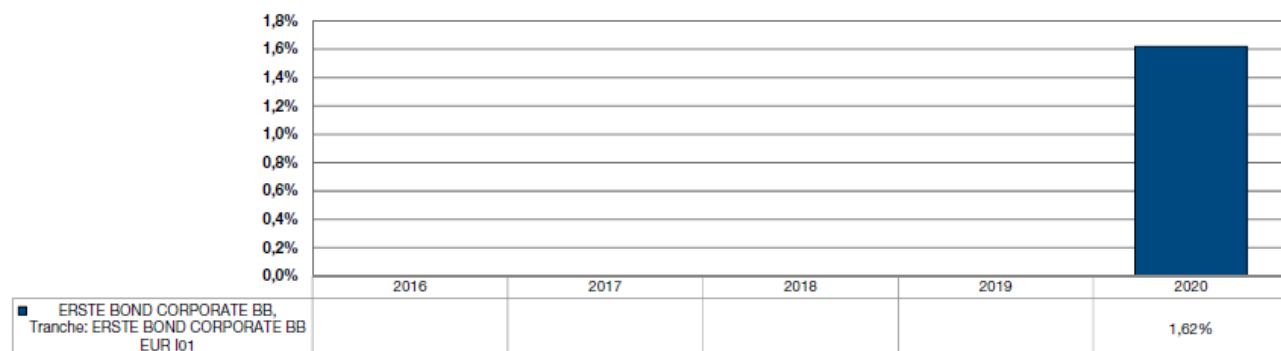 1,8%
1,6%
1,4%
1,2%
1,0%
0,8%
0,6%
0,4%
0,2%
0,0%
2016 2017 2018 2019 2020
ERSTE BOND CORPORATE BB,
Tranche: ERSTE BOND CORPORATE BB
EUR I01
1,62%